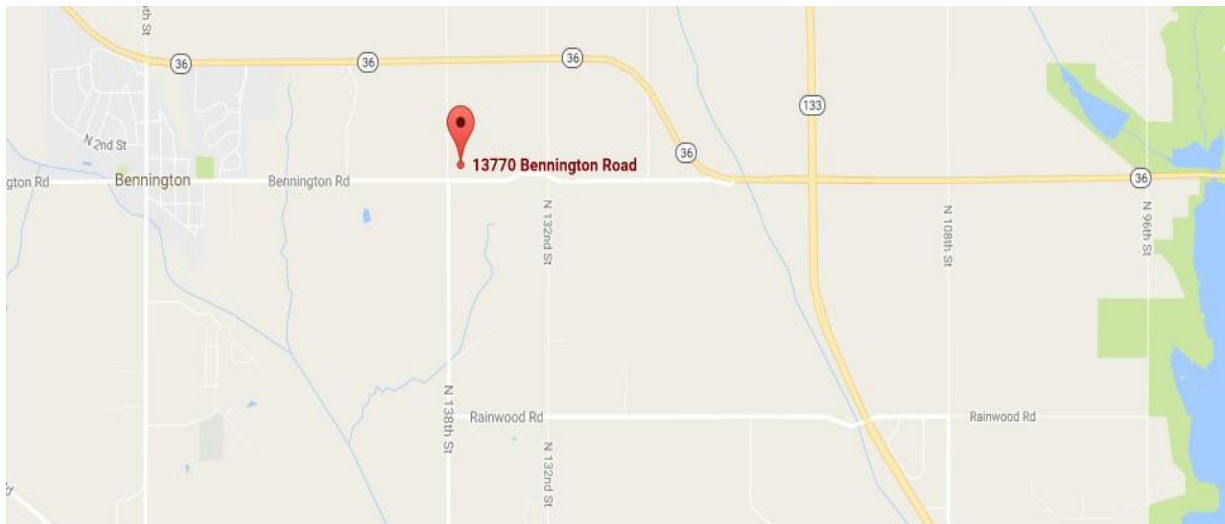 6th St
36
36
36
133
N 2nd St
36
13770 Bennington Road
gton Rd
Bennington
Bennington Rd
36
N 132nd St
N 108th St
N 96th St
N 138th St
Rainwood Rd
Rainwood Rd
N 132nd St